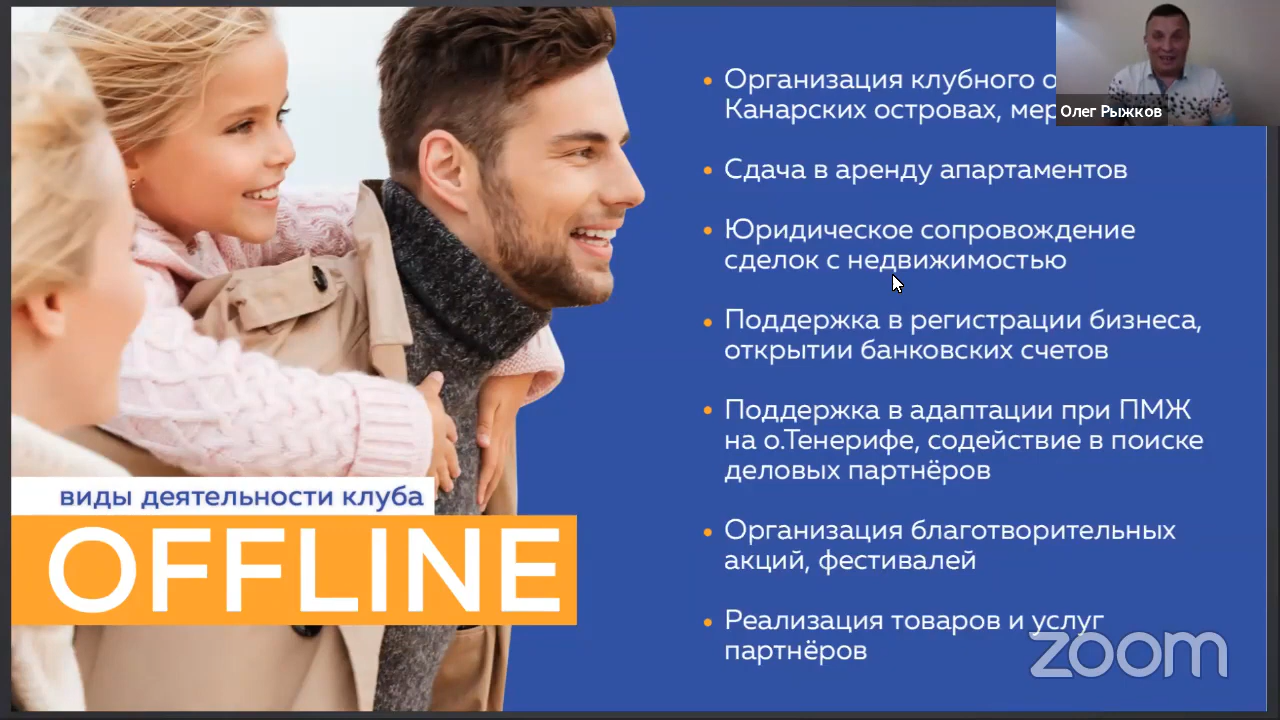 Организация клубного
Канарских островах,
Олег Рыжков
Сдача в аренду апартаментов
Юридическое сопровождение
сделок с недвижимостью
Поддержка в регистрации бизнеса,
открытии банковских счетов
Поддержка в адаптации при ПМЖ
на о.Тенерифе, содействие в поиске
деловых партнёров
Организация благотворительных
акций, фестивалей
Реализация товаров и услуг
партнёров
виды деятельности клуба
OFFLINE
zoom